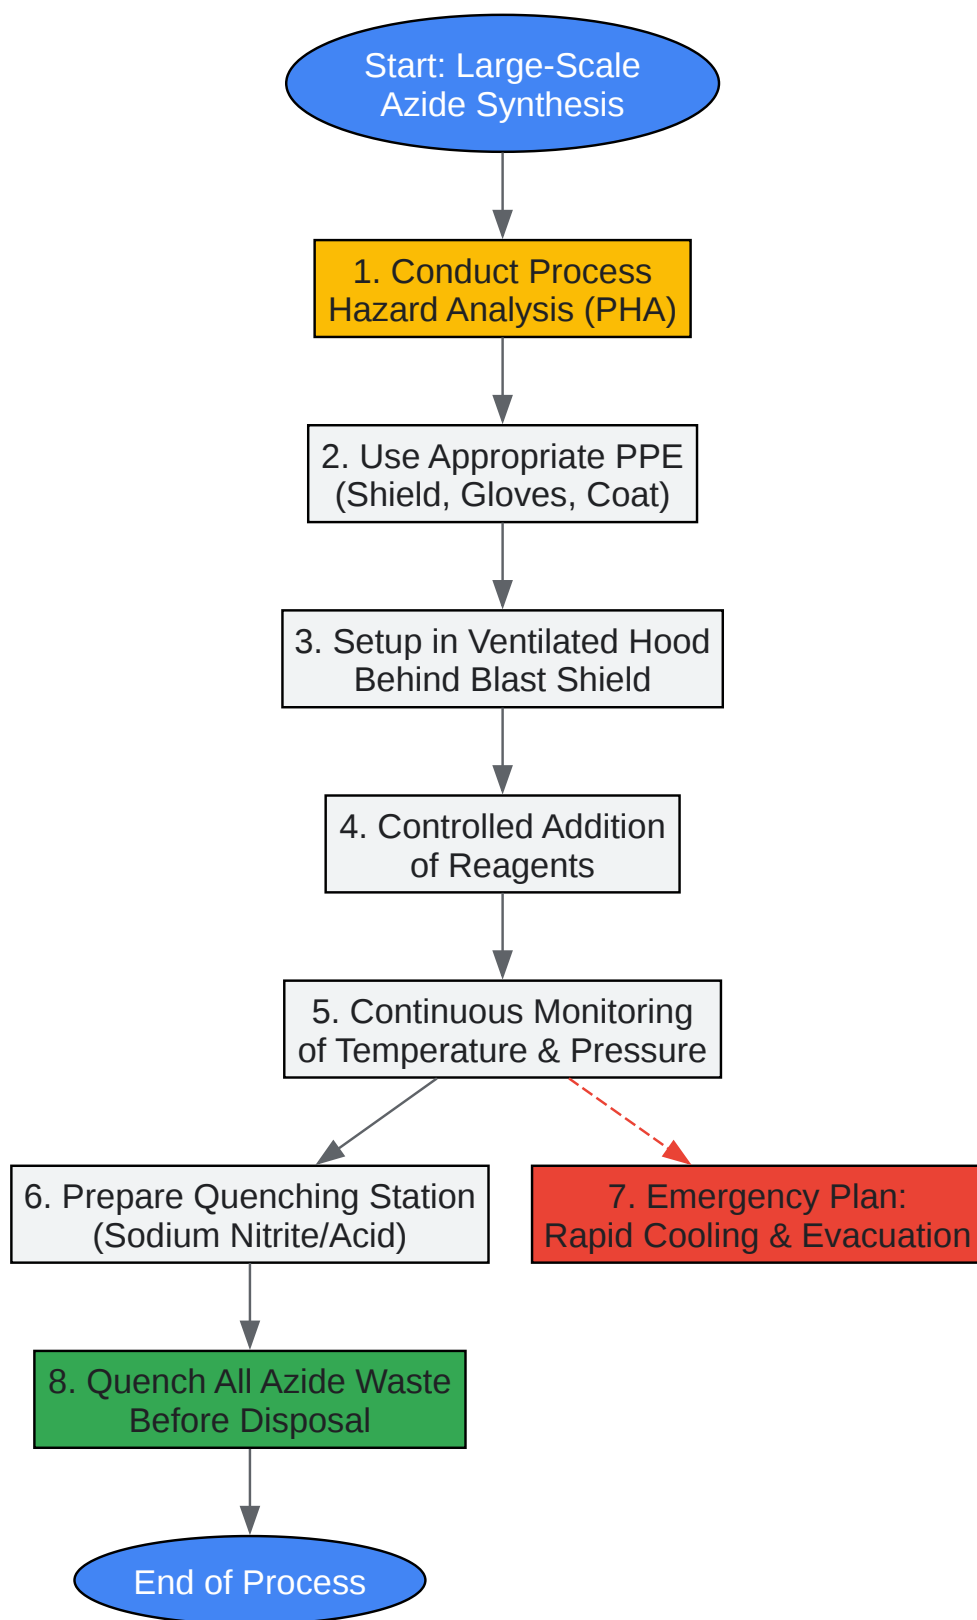 Start: Large-Scale
Azide Synthesis
1. Conduct Process
Hazard Analysis (PHA)
2. Use Appropriate PPE
(Shield, Gloves, Coat)
3. Setup in Ventilated Hood
Behind Blast Shield
4. Controlled Addition
of Reagents
5. Continuous Monitoring
of Temperature & Pressure
6. Prepare Quenching Station
(Sodium Nitrite/Acid)
7. Emergency Plan:
Rapid Cooling & Evacuation
8. Quench All Azide Waste
Before Disposal
End of Process